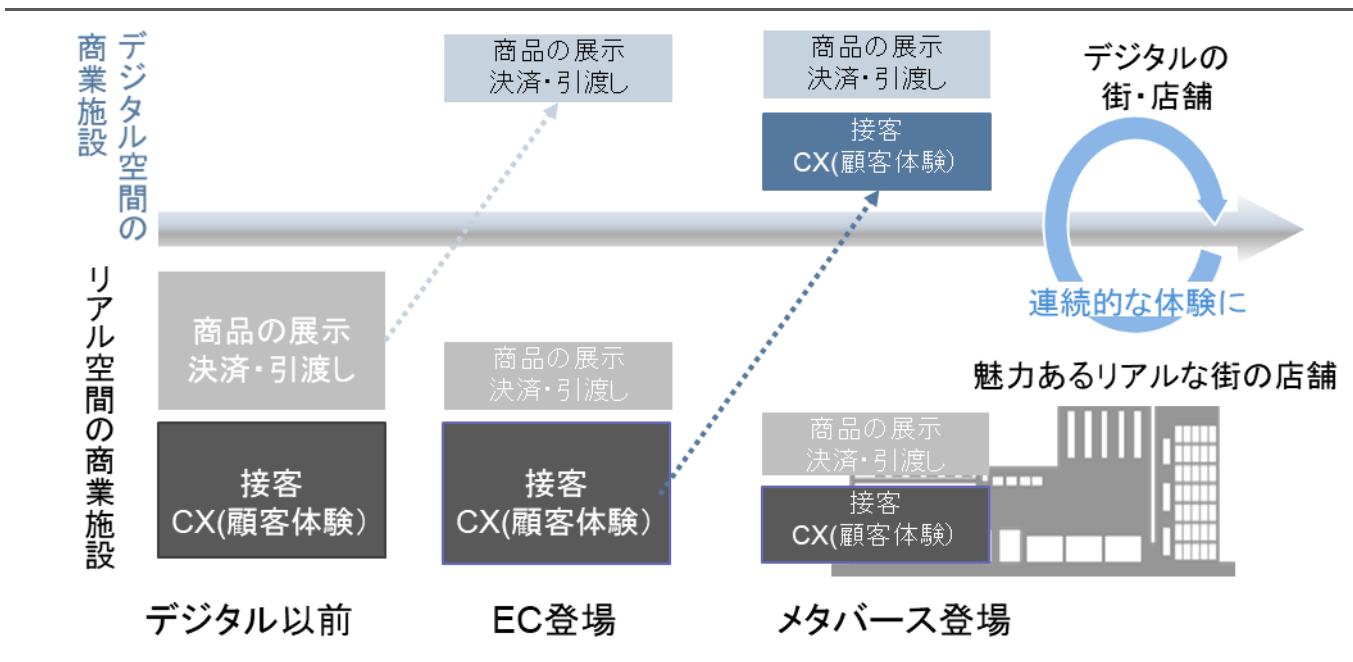 デジタル空間の
商業施設
商品の展示
決済・引渡し
商品の展示
決済・引渡し
接客
CX(顧客体験）
デジタルの
街・店舗
連続的な体験に
リアル空間の商業施設
商品の展示
決済・引渡し
接客
CX(顧客体験）
商品の展示
決済・引渡し
接客
CX(顧客体験）
商品の展示
決済・引渡し
接客
CX(顧客体験）
魅力あるリアルな街の店舗
デジタル以前
EC登場
メタバース登場